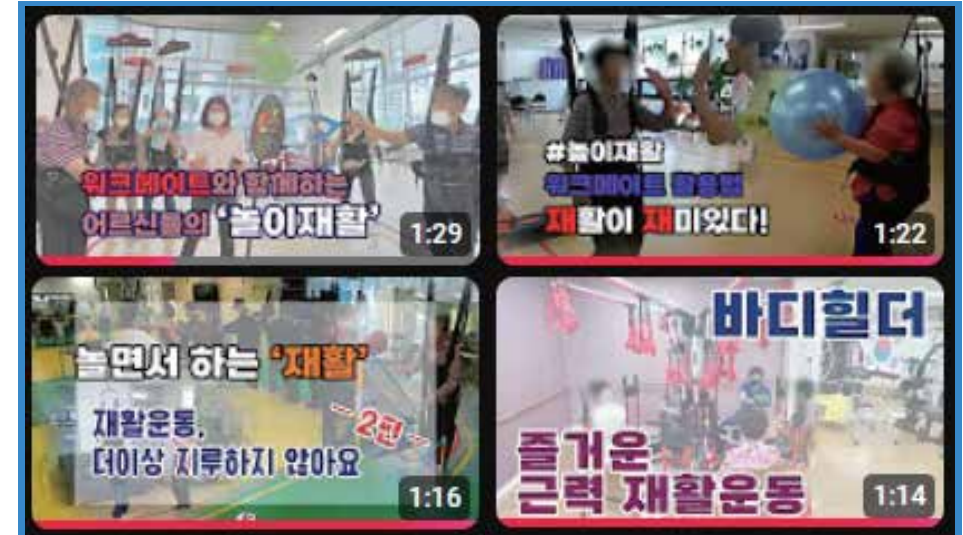 워크메이트와 함께하는
어르신들의 ‘놀이재활’
1:29
#놀이재활
워크메이트 활용법
재활이 재미있다!
1:22
놀면서 하는 ‘재활’
재활운동,
더이상 지루하지 않아요
~ 2편 ~
1:16
바디힐더
즐거운
근력 재활운동
1:14